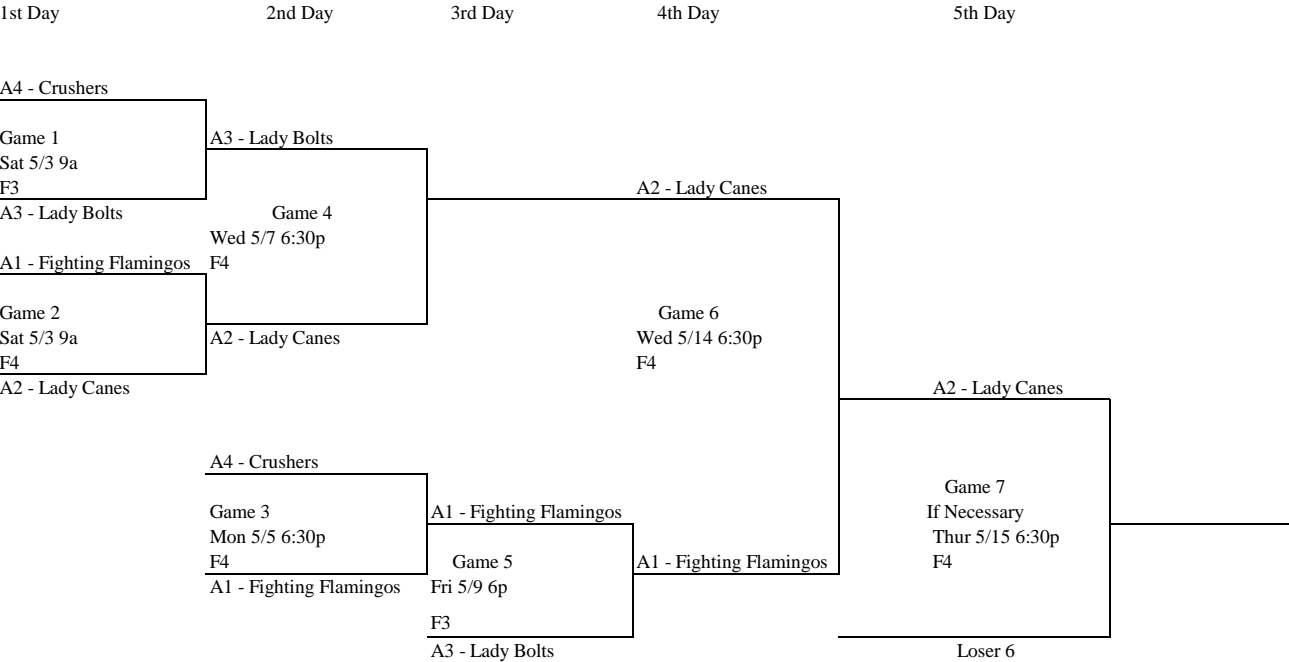 1st Day 2nd Day 3rd Day 4th Day 5th Day
A4 - Crushers
Game 1 A3 - Lady Bolts
Sat 5/3 9a
F3 A2 - Lady Canes
A3 - Lady Bolts Game 4
Wed 5/7 6:30p
A1 - Fighting Flamingos F4
Game 2 Game 6
Sat 5/3 9a A2 - Lady Canes Wed 5/14 6:30p
F4 F4
A2 - Lady Canes A2 - Lady Canes
A4 - Crushers
Game 7
Game 3 A1 - Fighting Flamingos If Necessary
Mon 5/5 6:30p Thur 5/15 6:30p
F4 Game 5 A1 - Fighting Flamingos F4
A1 - Fighting Flamingos Fri 5/9 6p
F3
A3 - Lady Bolts Loser 6